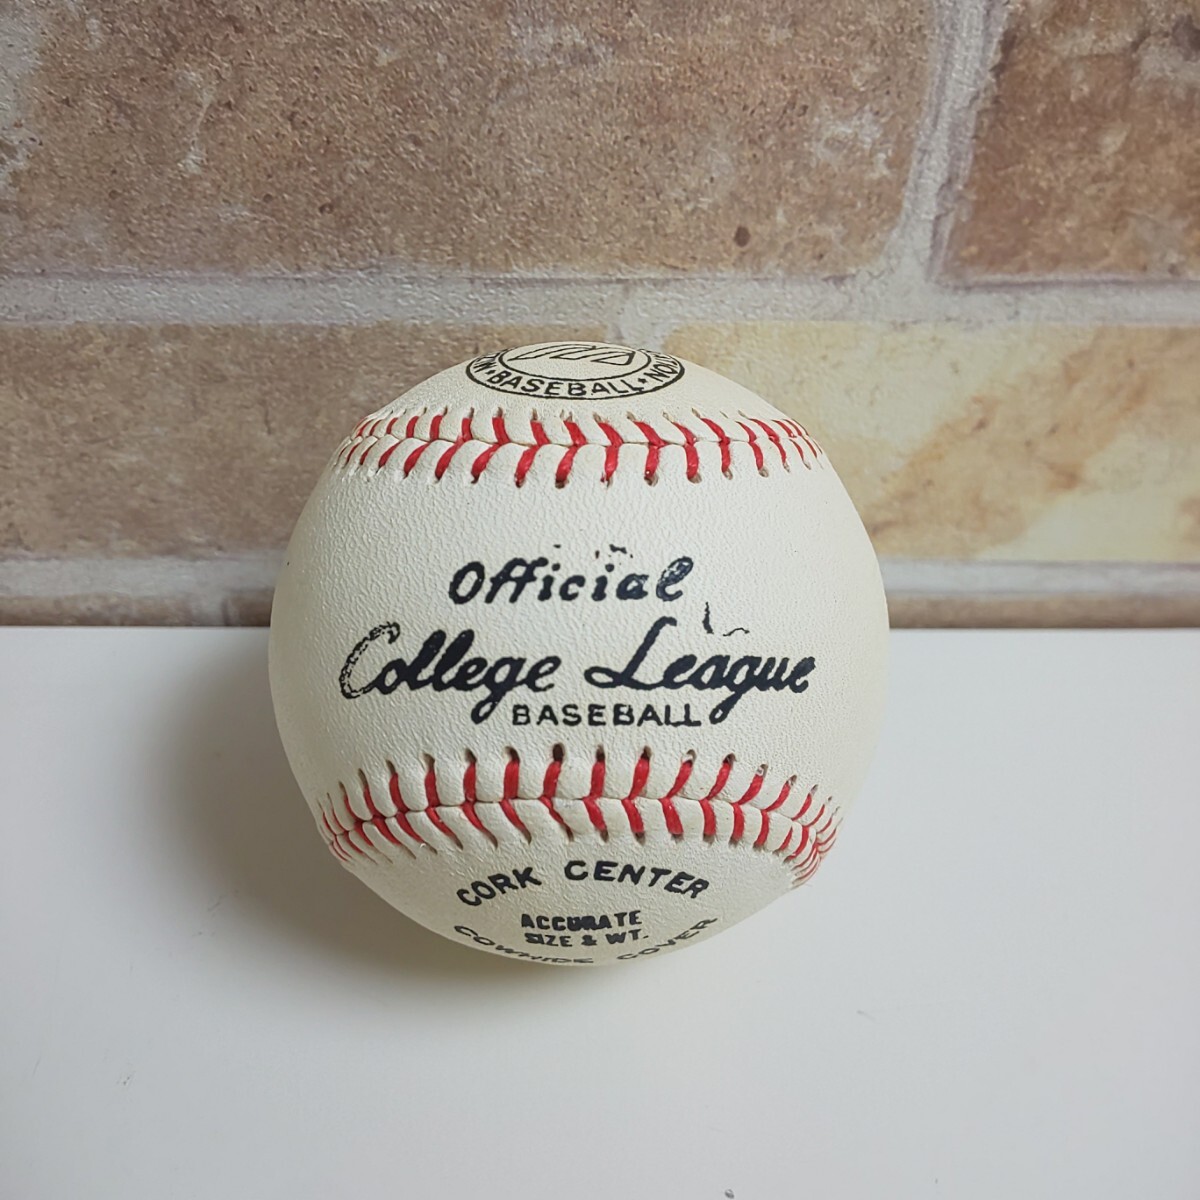 BASEBALL
Official
College League
BASEBALL
CORK CENTER
ACCURATE
SIZE & WT.
COWHIDE COVER